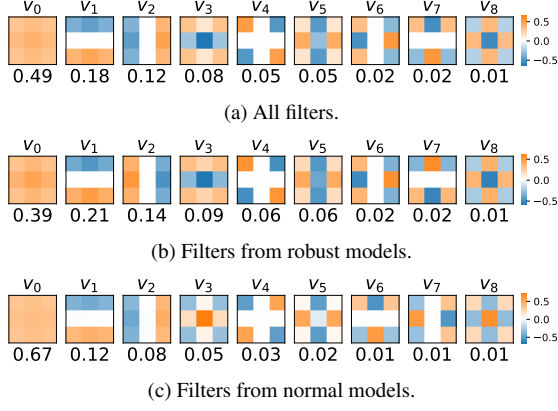 v0 v1 v2 v3 v4 v5 v6 v7 v8
0.5
0.0
−0.5
0.49 0.18 0.12 0.08 0.05 0.05 0.02 0.02 0.01
(a) All filters.
v0 v1 v2 v3 v4 v5 v6 v7 v8
0.5
0.0
−0.5
0.39 0.21 0.14 0.09 0.06 0.06 0.02 0.02 0.01
(b) Filters from robust models.
v0 v1 v2 v3 v4 v5 v6 v7 v8
0.5
0.0
−0.5
0.67 0.12 0.08 0.05 0.03 0.02 0.01 0.01 0.01
(c) Filters from normal models.